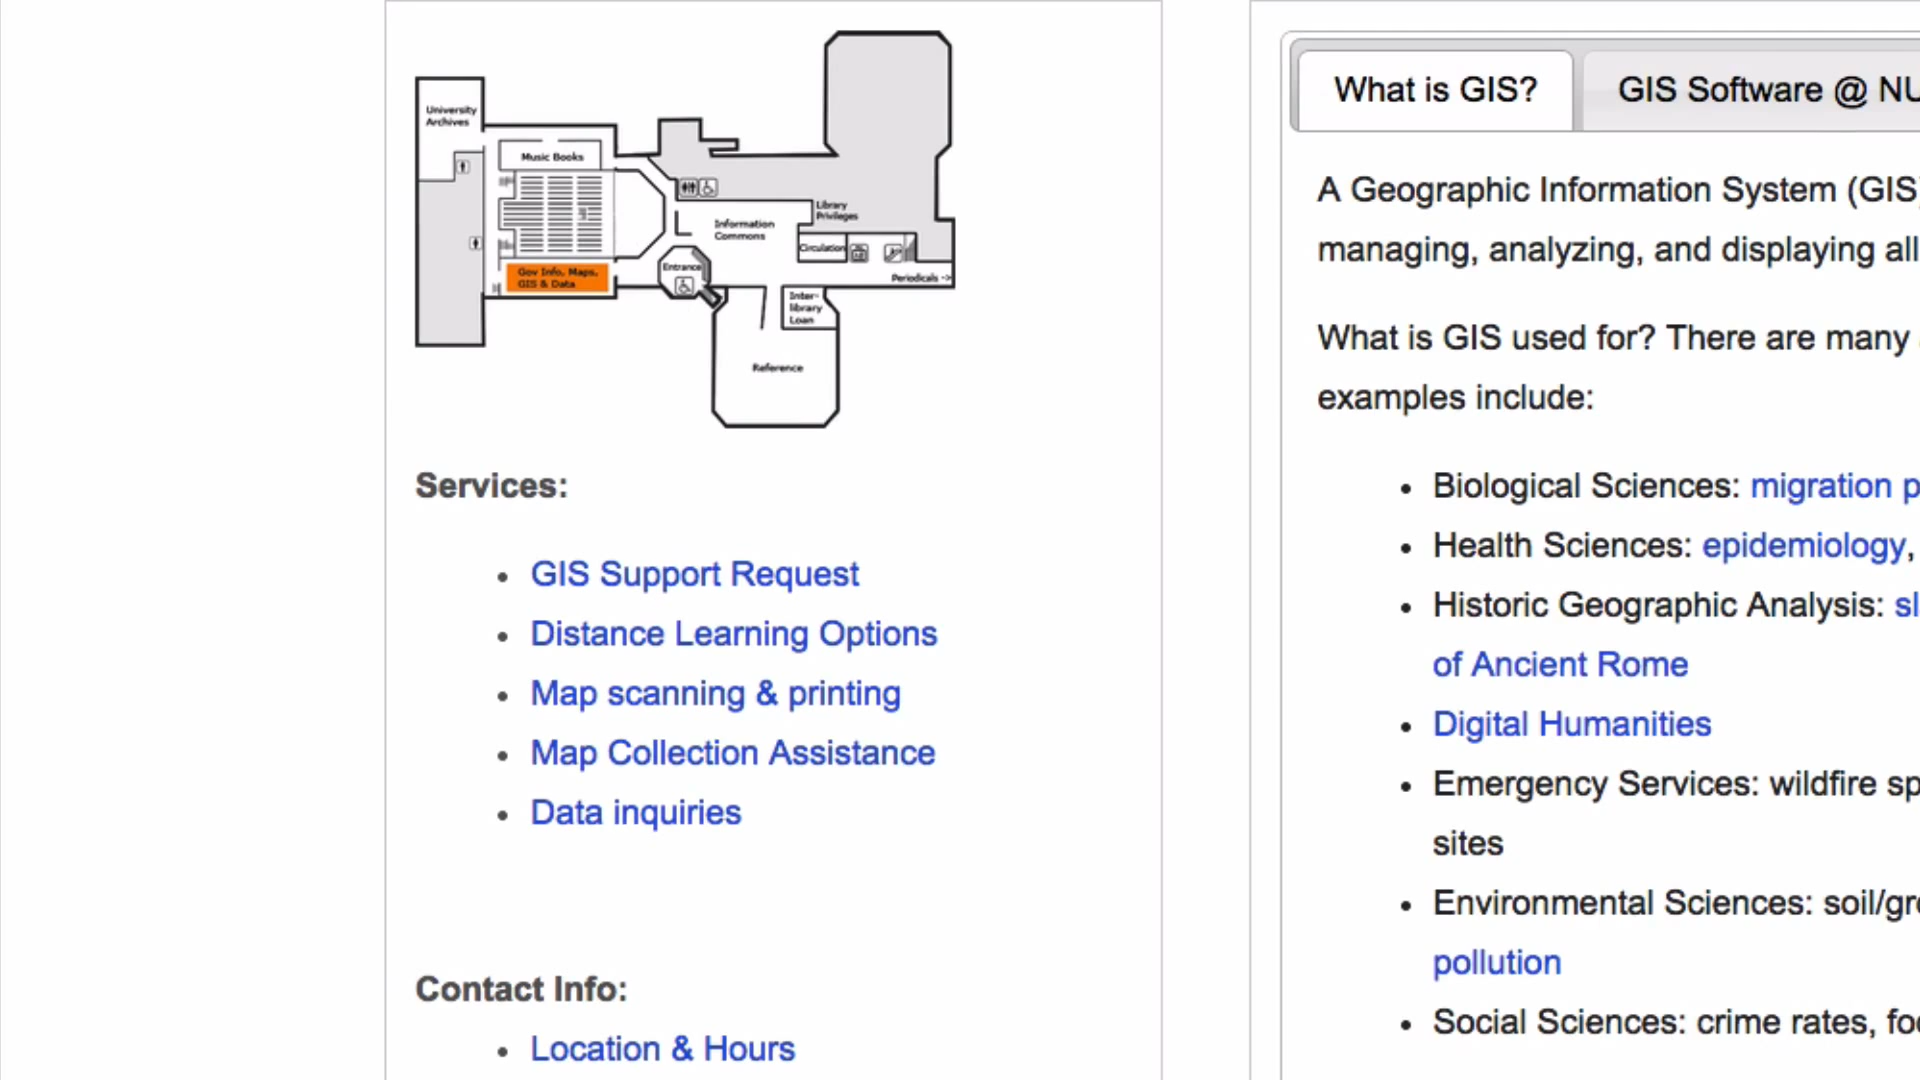 University
Archives
Music Books
Library
Privileges
Information
Commons
Circulation
Entrance
Gov Info, Maps,
GIS & Data
Periodicals ->
Inter-
library
Loan
Reference
Services:
GIS Support Request
Distance Learning Options
Map scanning & printing
Map Collection Assistance
Data inquiries
Contact Info:
Location & Hours
What is GIS?
GIS Software @ NU
A Geographic Information System (GIS)
managing, analyzing, and displaying all
What is GIS used for? There are many
examples include:
Biological Sciences: migration p
Health Sciences: epidemiology,
Historic Geographic Analysis: sl
of Ancient Rome
Digital Humanities
Emergency Services: wildfire sp
sites
Environmental Sciences: soil/gro
pollution
Social Sciences: crime rates, foo